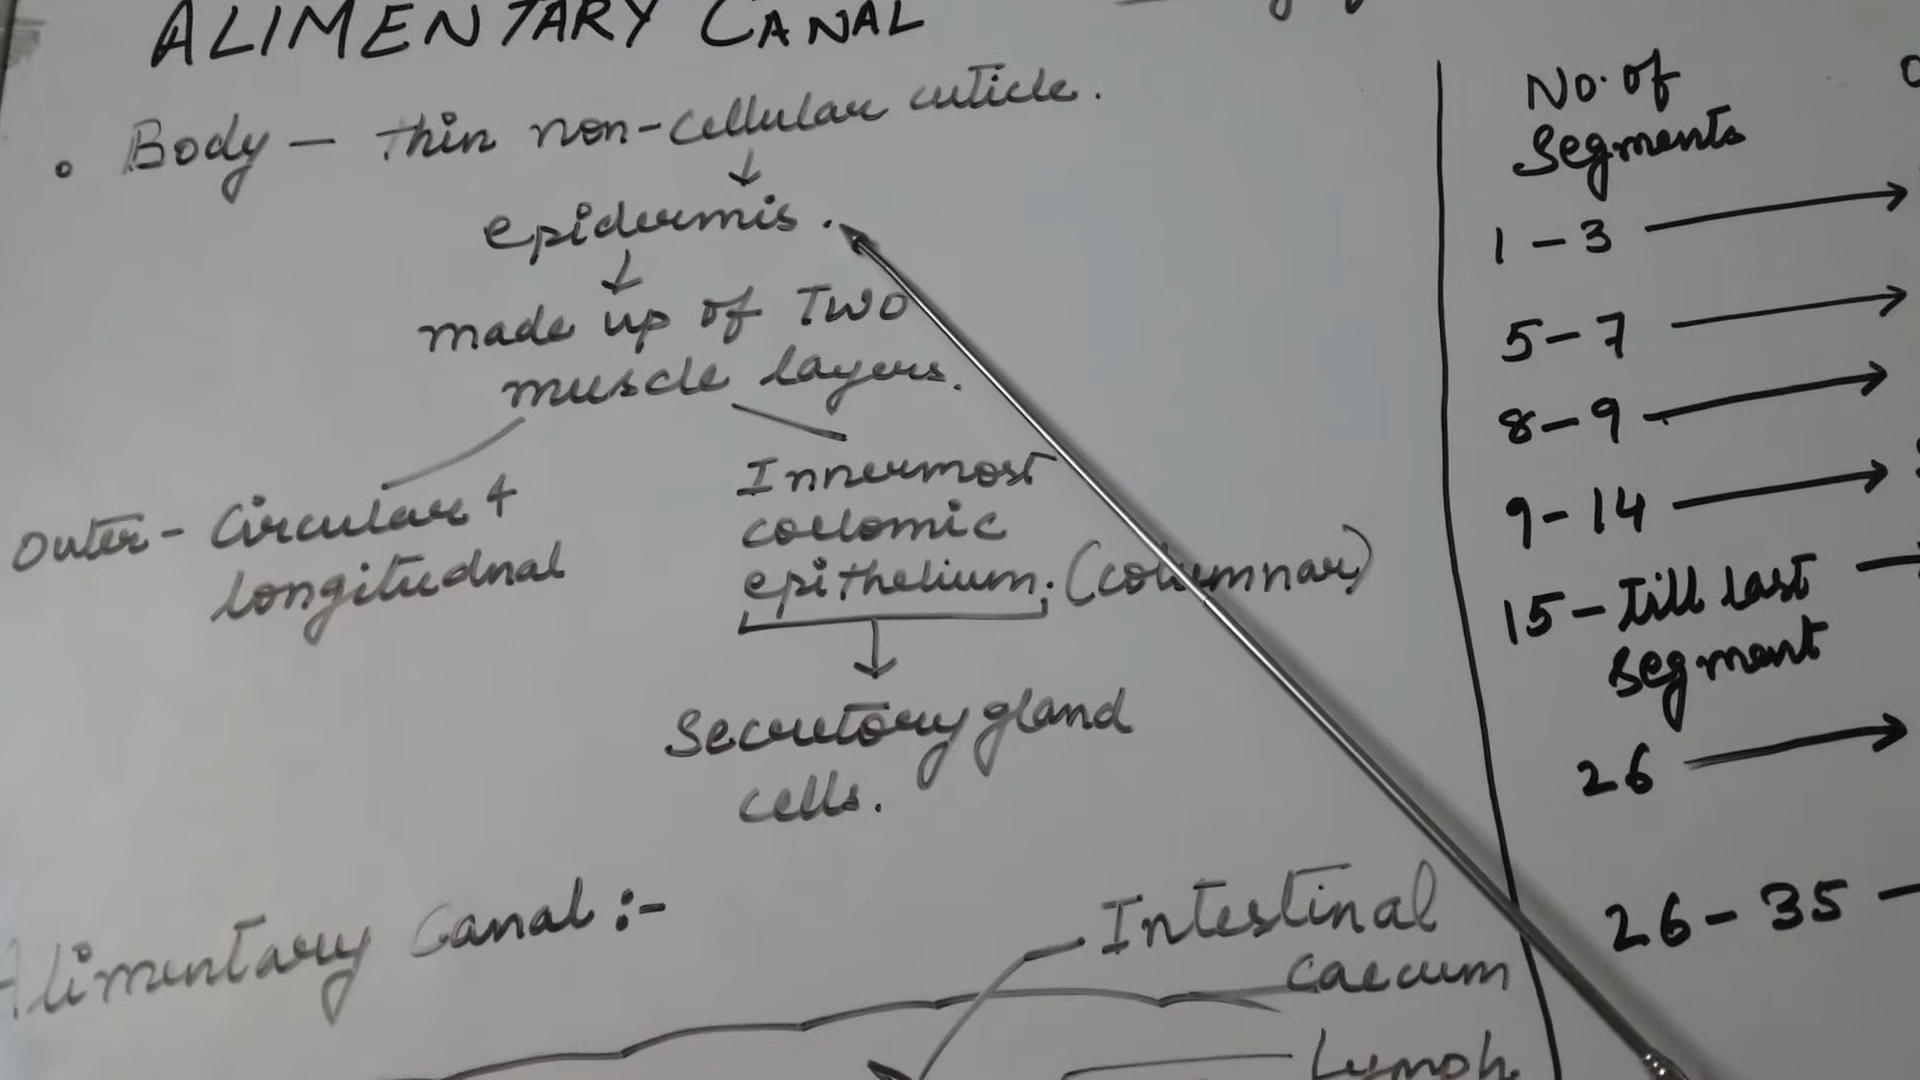 ALIMENTARY CANAL
• Body – thin non-cellular cuticle.
↓
epidermis.
↓
made up of Two
muscle layers.
Outer - Circular +
longitudnal
Innermost
coelomic
epithelium. (columnar)
↓
Secretory gland
cells.
Alimentary Canal :-
Intestinal
Caecum
Lymph
No. of
Segments
1 – 3 →
5 – 7 →
8 – 9 →
9 – 14 →
15 – till last
segment
26 →
26 – 35 –